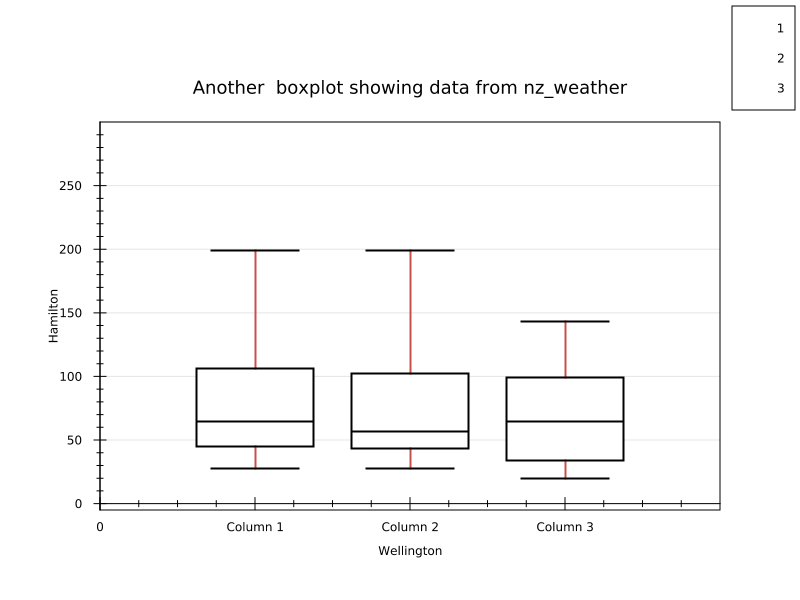 1
2
3
Another  boxplot showing data from nz_weather
250
200
150
100
50
0
Hamilton
0 Column 1 Column 2 Column 3
Wellington